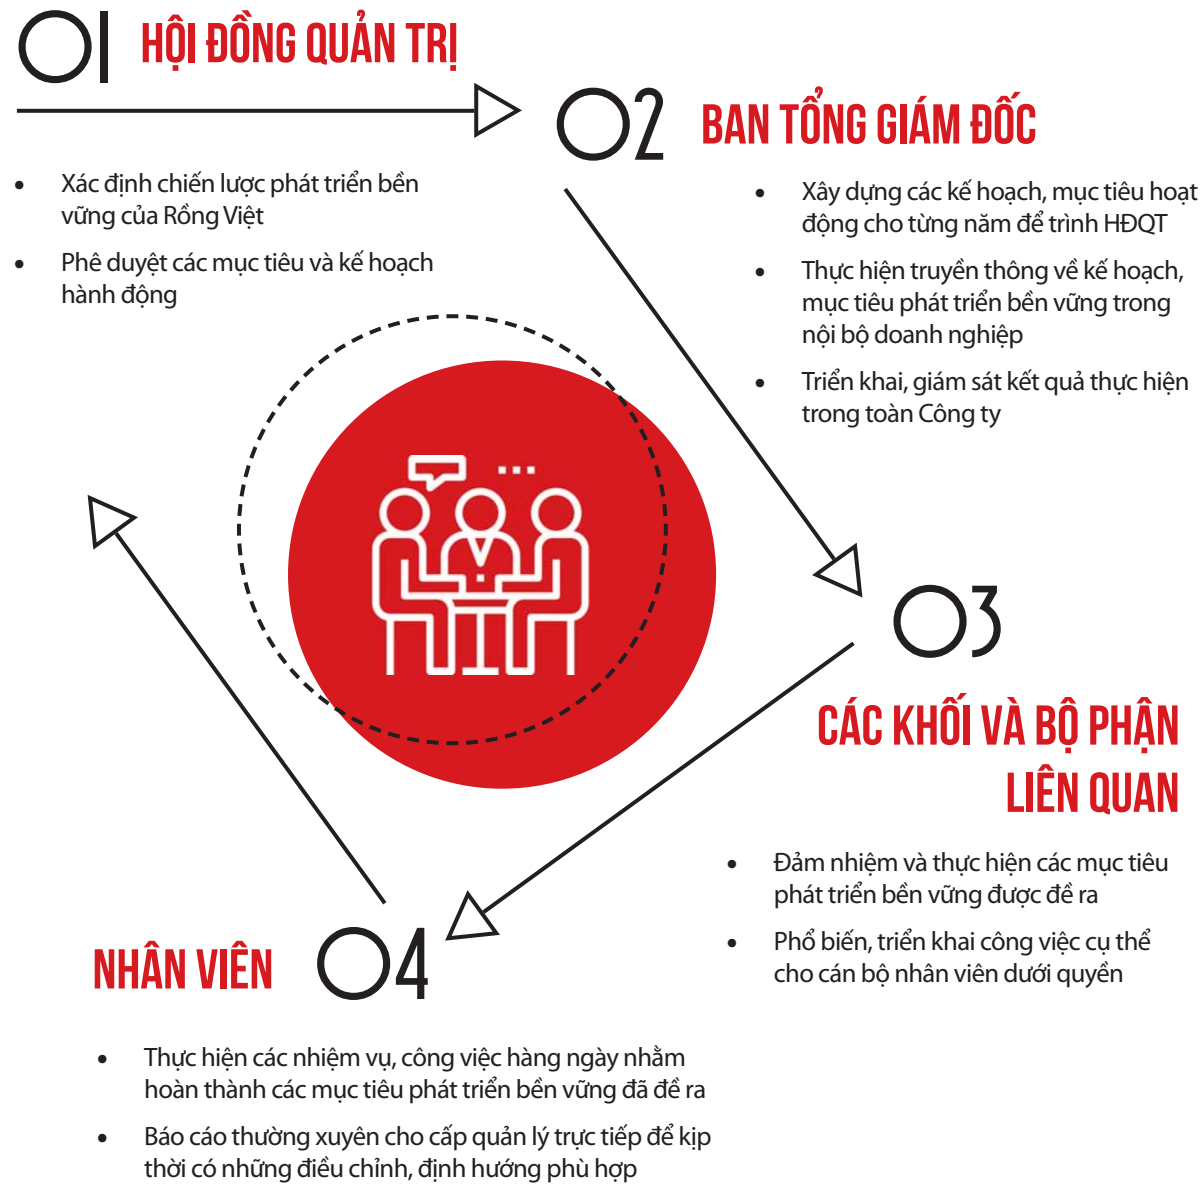 01 HỘI ĐỒNG QUẢN TRỊ
• Xác định chiến lược phát triển bền
vững của Rồng Việt
• Phê duyệt các mục tiêu và kế hoạch
hành động
02 BAN TỔNG GIÁM ĐỐC
• Xây dựng các kế hoạch, mục tiêu hoạt
động cho từng năm để trình HĐQT
• Thực hiện truyền thông về kế hoạch,
mục tiêu phát triển bền vững trong
nội bộ doanh nghiệp
• Triển khai, giám sát kết quả thực hiện
trong toàn Công ty
03
CÁC KHỐI VÀ BỘ PHẬN
LIÊN QUAN
• Đảm nhiệm và thực hiện các mục tiêu
phát triển bền vững được đề ra
• Phổ biến, triển khai công việc cụ thể
cho cán bộ nhân viên dưới quyền
NHÂN VIÊN 04
• Thực hiện các nhiệm vụ, công việc hàng ngày nhằm
hoàn thành các mục tiêu phát triển bền vững đã đề ra
• Báo cáo thường xuyên cho cấp quản lý trực tiếp để kịp
thời có những điều chỉnh, định hướng phù hợp